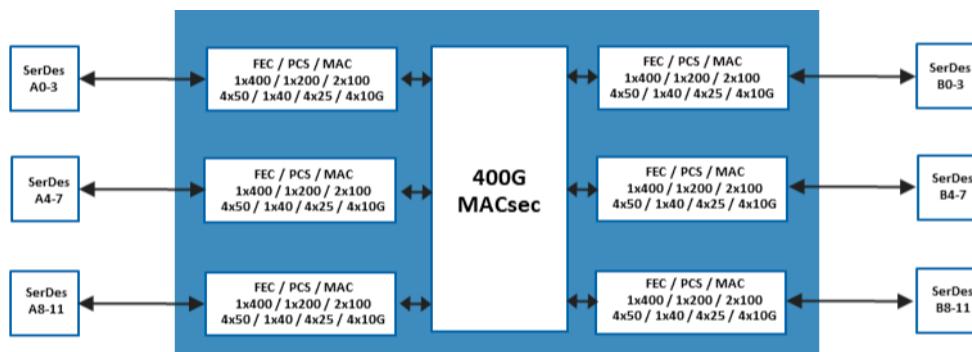 SerDes
A0-3
FEC / PCS / MAC
1x400 / 1x200 / 2x100
4x50 / 1x40 / 4x25 / 4x10G
FEC / PCS / MAC
1x400 / 1x200 / 2x100
4x50 / 1x40 / 4x25 / 4x10G
SerDes
B0-3
SerDes
A4-7
FEC / PCS / MAC
1x400 / 1x200 / 2x100
4x50 / 1x40 / 4x25 / 4x10G
400G
MACsec
FEC / PCS / MAC
1x400 / 1x200 / 2x100
4x50 / 1x40 / 4x25 / 4x10G
SerDes
B4-7
SerDes
A8-11
FEC / PCS / MAC
1x400 / 1x200 / 2x100
4x50 / 1x40 / 4x25 / 4x10G
FEC / PCS / MAC
1x400 / 1x200 / 2x100
4x50 / 1x40 / 4x25 / 4x10G
SerDes
B8-11